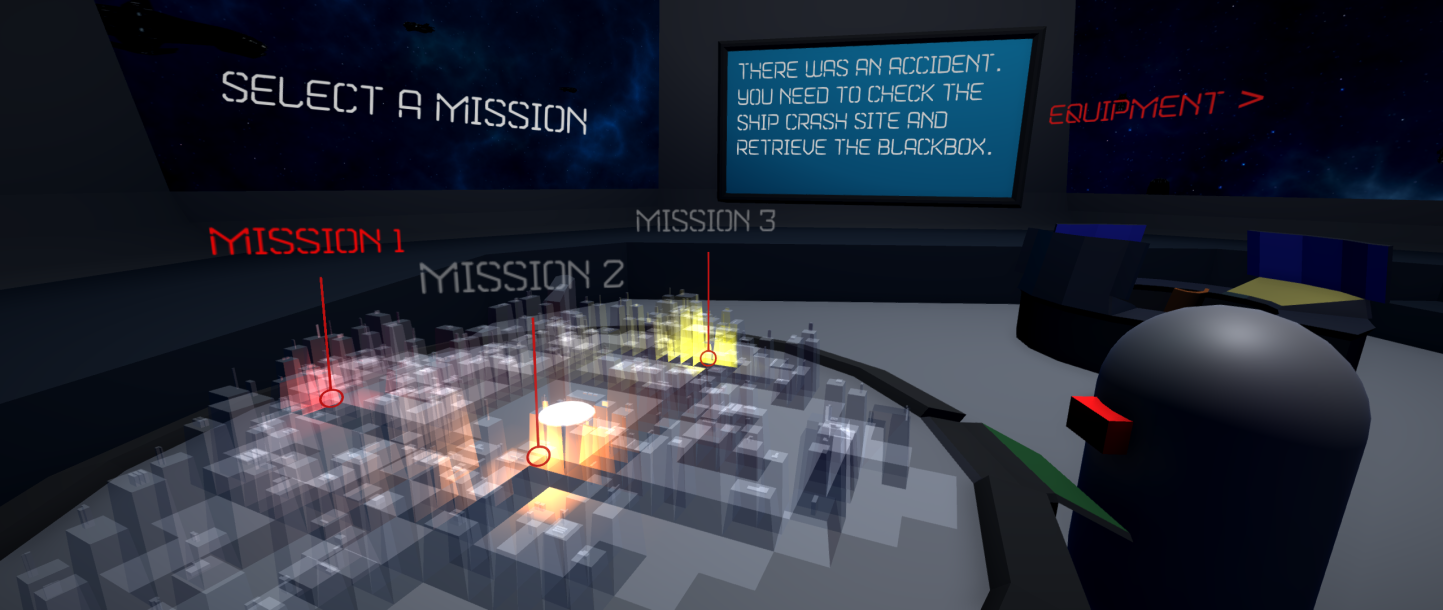 SELECT A MISSION
THERE WAS AN ACCIDENT.
YOU NEED TO CHECK THE
SHIP CRASH SITE AND
RETRIEVE THE BLACKBOX.
EQUIPMENT >
MISSION 1
MISSION 2
MISSION 3